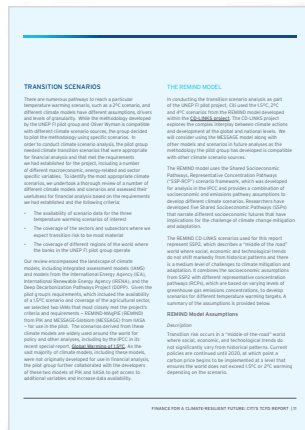 TRANSITION SCENARIOS
There are numerous pathways to reach a particular
temperature warming scenario, such as a 2°C scenario, and
different climate models have different assumptions, drivers
and levels of granularity. While the methodology developed
by the UNEP FI pilot group and Oliver Wyman is compatible
with different climate science scenarios, the group decided
to pilot the methodology using specific scenarios. In
order to conduct climate scenario analysis, the pilot group
needed climate transition scenarios that were appropriate
for financial analysis and that met the requirements
we had established for the project, including a number
of different macroeconomic, energy-related and sector
specific variables. To identify the most appropriate climate
scenarios, we undertook a thorough review of a number of
different climate models and scenarios and assessed their
usefulness for financial analysis based on the requirements
we had established and the following criteria
• The availability of scenario data for the three
temperature warming scenarios of interest
• The coverage of the sectors and subsectors where we
expect transition risk to be most material
• The coverage of different regions of the world where
the banks in the UNEP FI pilot group operate
Our review encompassed the landscape of climate
models, including integrated assessment models (IAMS)
and models from the International Energy Agency (IEA),
International Renewable Energy Agency (IRENA), and the
Deep Decarbonization Pathways Project (DDPP). Given the
pilot group's requirements, which included the availability
of a 1.5°C scenario and coverage of the agricultural sector,
we selected two IAMs that most closely met the project's
criteria and requirements – REMIND-MAgPIE (REMIND)
from PIK and MESSAGE-Globiom (MESSAGE) from IIASA
– for use in the pilot. The scenarios derived from these
climate models are widely used around the world for
policy and other analyses, including by the IPCC in its
recent special report, Global Warming of 1.5°C. As the
vast majority of climate models, including these models,
were not originally developed for use in financial analysis,
the pilot group further collaborated with the developers
of these two models at PIK and IIASA to get access to
additional variables and increase data availability.
THE REMIND MODEL
In conducting the transition scenario analysis as part
of the UNEP FI pilot project, Citi used the 1.5°C, 2°C
and 4°C scenarios from the REMIND model developed
within the CD-LINKS project. The CD-LINKS project
explores the complex interplay between climate actions
and development at the global and national levels. We
will consider using the MESSAGE model along with
other models and scenarios in future analyses as the
methodology the pilot group has developed is compatible
with other climate scenario sources.
The REMIND model uses the Shared Socioeconomic
Pathways, Representative Concentration Pathways
("SSP-RCP") scenario framework, which was developed
for analysis in the IPCC and provides a combination of
socioeconomic and emissions pathway assumptions to
develop different climate scenarios. Researchers have
developed five Shared Socioeconomic Pathways (SSPs)
that narrate different socioeconomic futures that have
implications for the challenge of climate change mitigation
and adaptation.
The REMIND CD-LINKS scenarios used for this report
represent SSP2, which describes a "middle of the road"
world where social, economic and technological trends
do not shift markedly from historical patterns and there
is a medium level of challenges to climate mitigation and
adaptation. It combines the socioeconomic assumptions
from SSP2 with different representative concentration
pathways (RCPs), which are based on varying levels of
greenhouse gas emissions concentrations, to develop
scenarios for different temperature warming targets. A
summary of the assumptions is provided below.
REMIND Model Assumptions
Description
Transition risk occurs in a "middle-of-the-road" world
where social, economic, and technological trends do
not significantly vary from historical patterns. Current
policies are continued until 2020, at which point a
carbon price begins to be implemented at a level that
ensures the world does not exceed 1.5°C or 2°C warming
depending on the scenario.
FINANCE FOR A CLIMATE-RESILIENT FUTURE: CITI'S TCFD REPORT | 11